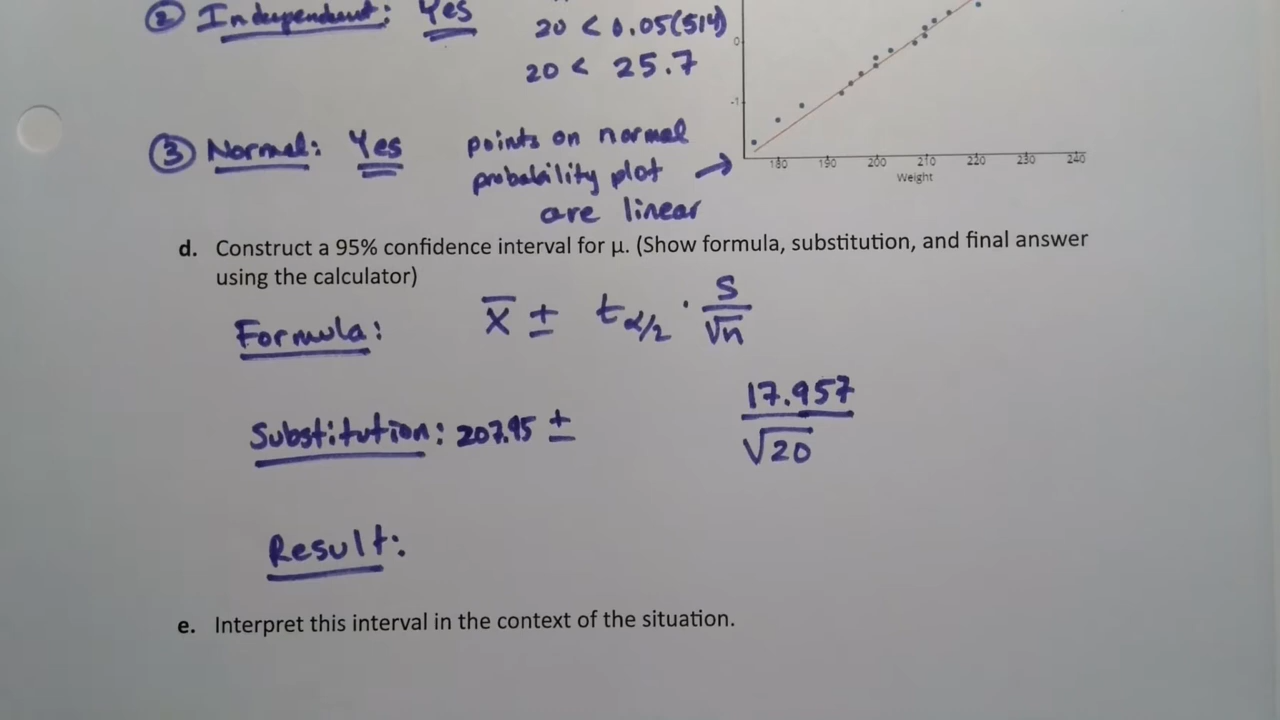 ② Independent: Yes 20 < 0.05(514)
20 < 25.7
0
-1
③ Normal: Yes points on normal
probability plot →
are linear
180 190 200 210 220 230 240
Weight
d. Construct a 95% confidence interval for μ. (Show formula, substitution, and final answer
using the calculator)
Formula: x̄ ± t α/2 · s/√n
Substitution: 207.95 ± 17.957/√20
Result:
e. Interpret this interval in the context of the situation.